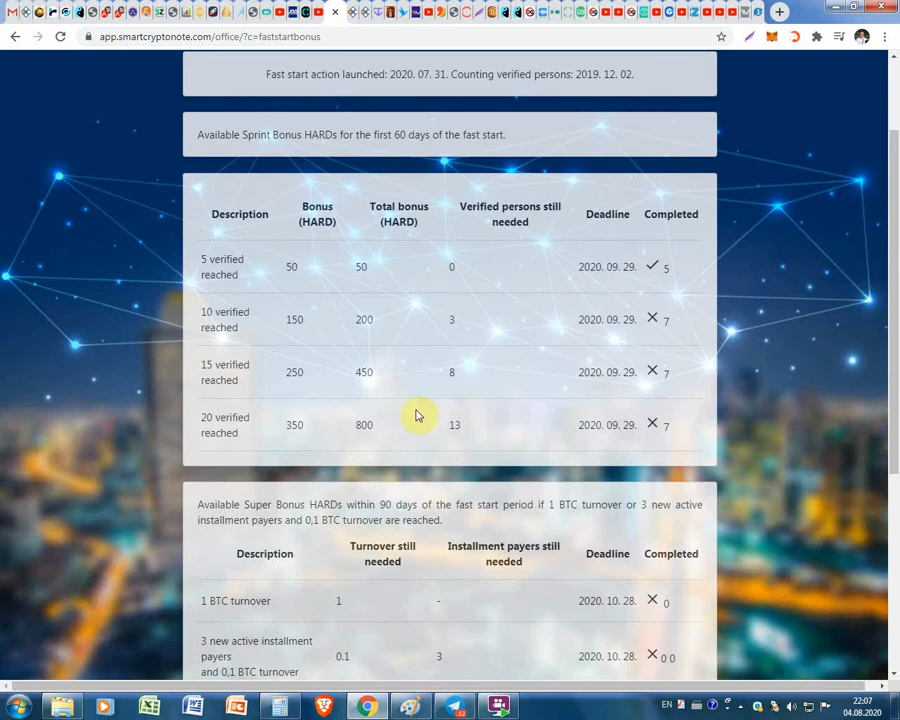 app.smartcryptonote.com/office/?c=faststartbonus
Fast start action launched: 2020. 07. 31. Counting verified persons: 2019. 12. 02.
Available Sprint Bonus HARDs for the first 60 days of the fast start.
Description
Bonus
(HARD)
Total bonus
(HARD)
Verified persons still
needed
Deadline
Completed
5 verified
reached
50
50
0
2020. 09. 29.
5
10 verified
reached
150
200
3
2020. 09. 29.
7
15 verified
reached
250
450
8
2020. 09. 29.
7
20 verified
reached
350
800
13
2020. 09. 29.
7
Available Super Bonus HARDs within 90 days of the fast start period if 1 BTC turnover or 3 new active
installment payers and 0,1 BTC turnover are reached.
Description
Turnover still
needed
Installment payers still
needed
Deadline
Completed
1 BTC turnover
1
-
2020. 10. 28.
0
3 new active installment
payers
and 0,1 BTC turnover
0.1
3
2020. 10. 28.
0 0
EN
22:07
04.08.2020